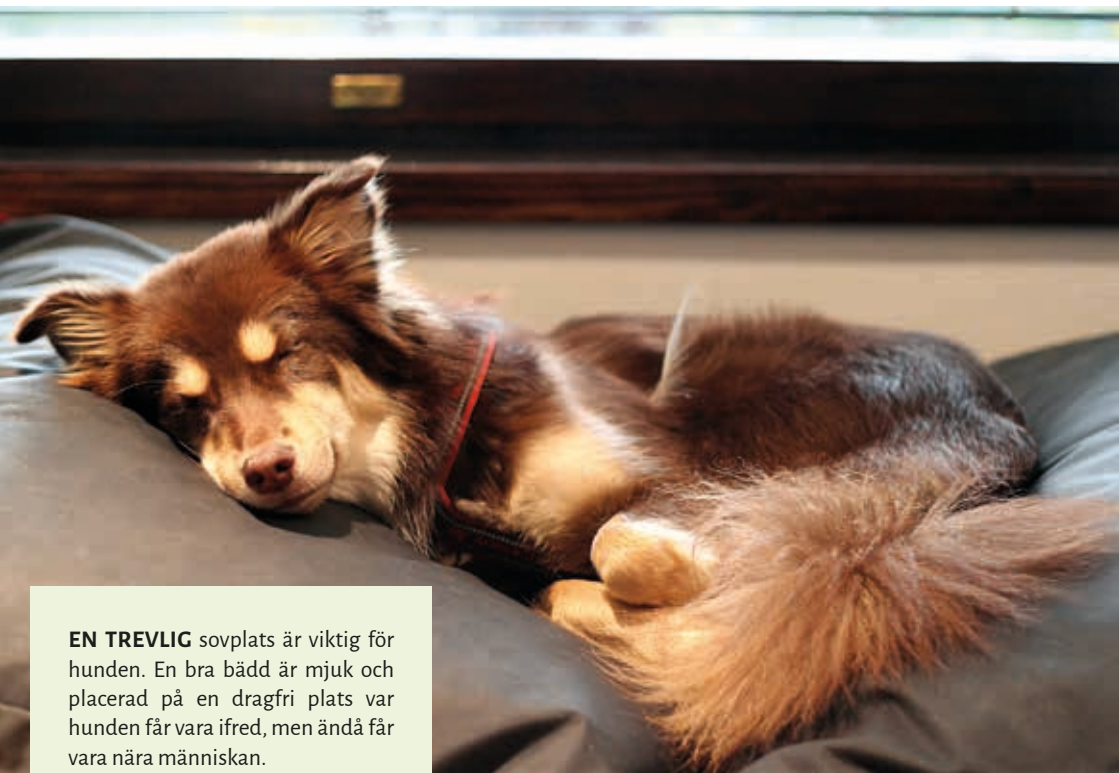 EN TREVLIG sovplats är viktig för
hunden. En bra bädd är mjuk och
placerad på en dragfri plats var
hunden får vara ifred, men ändå får
vara nära människan.